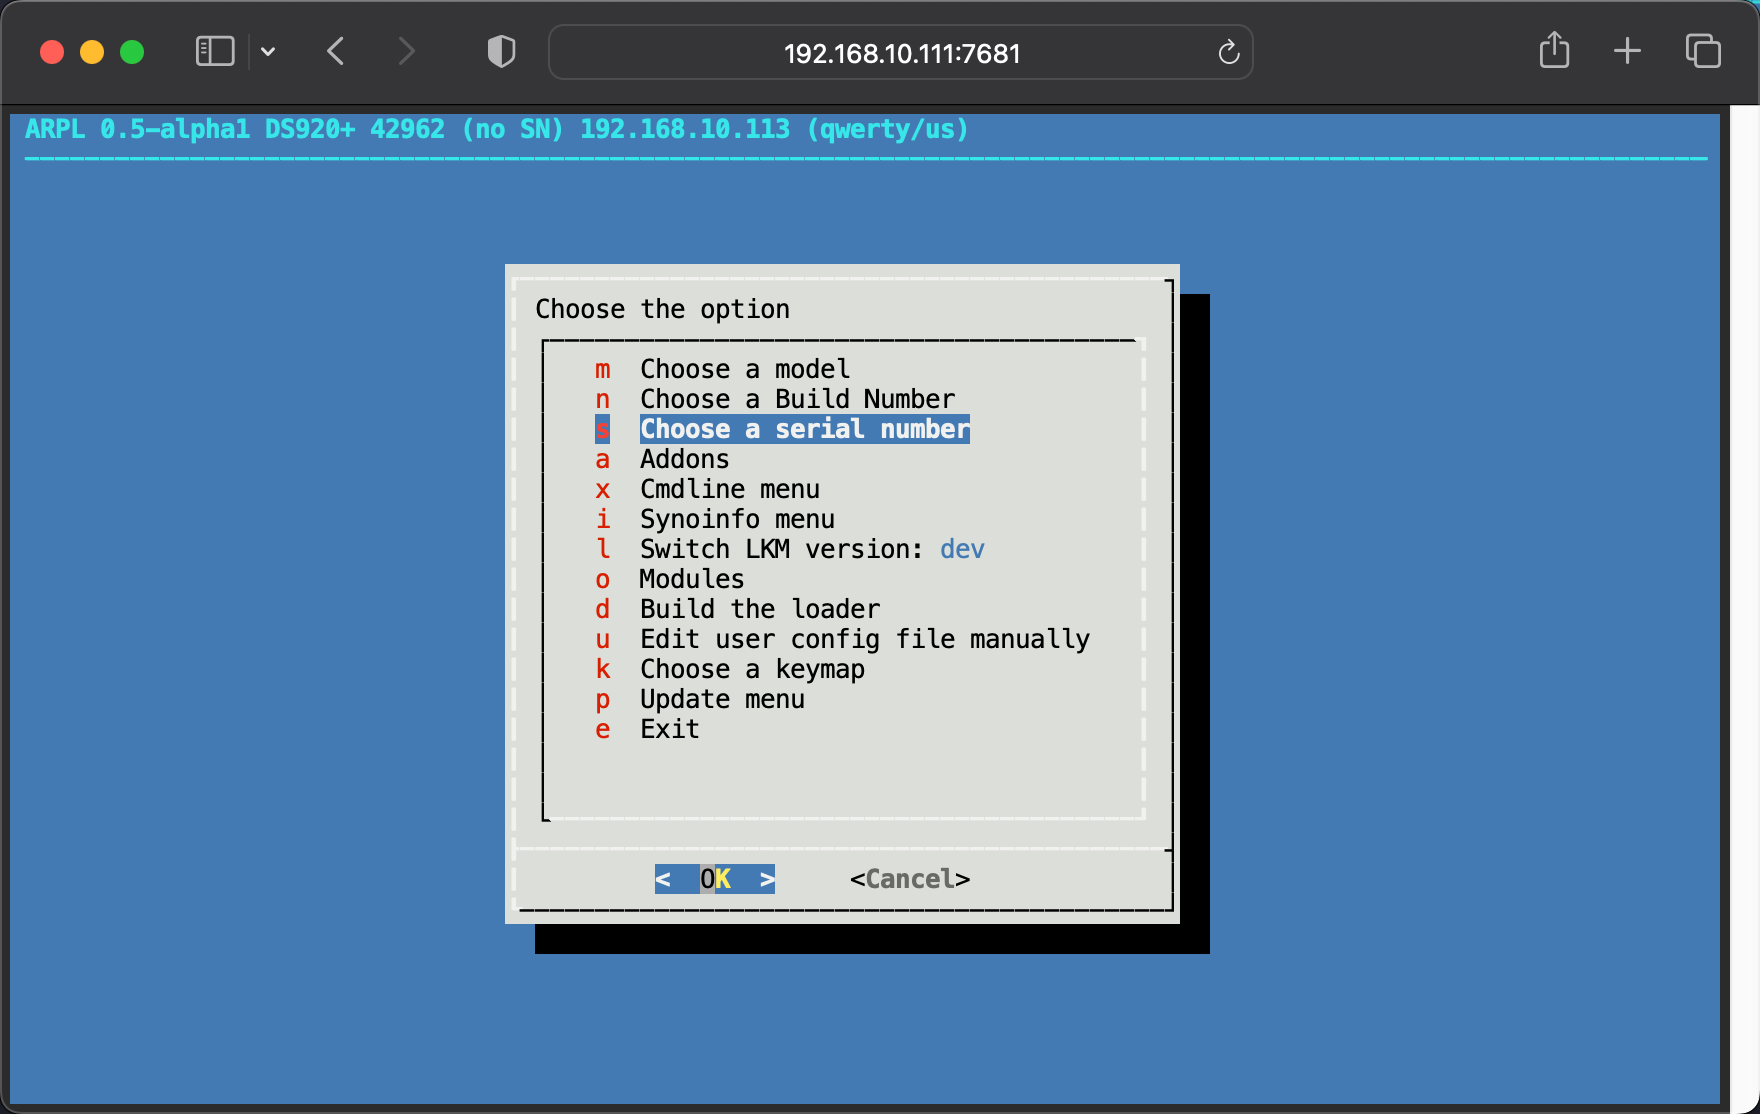 192.168.10.111:7681
ARPL 0.5-alpha1 DS920+ 42962 (no SN) 192.168.10.113 (qwerty/us)
Choose the option
m Choose a model
n Choose a Build Number
s Choose a serial number
a Addons
x Cmdline menu
i Synoinfo menu
l Switch LKM version: dev
o Modules
d Build the loader
u Edit user config file manually
k Choose a keymap
p Update menu
e Exit
< OK > <Cancel>